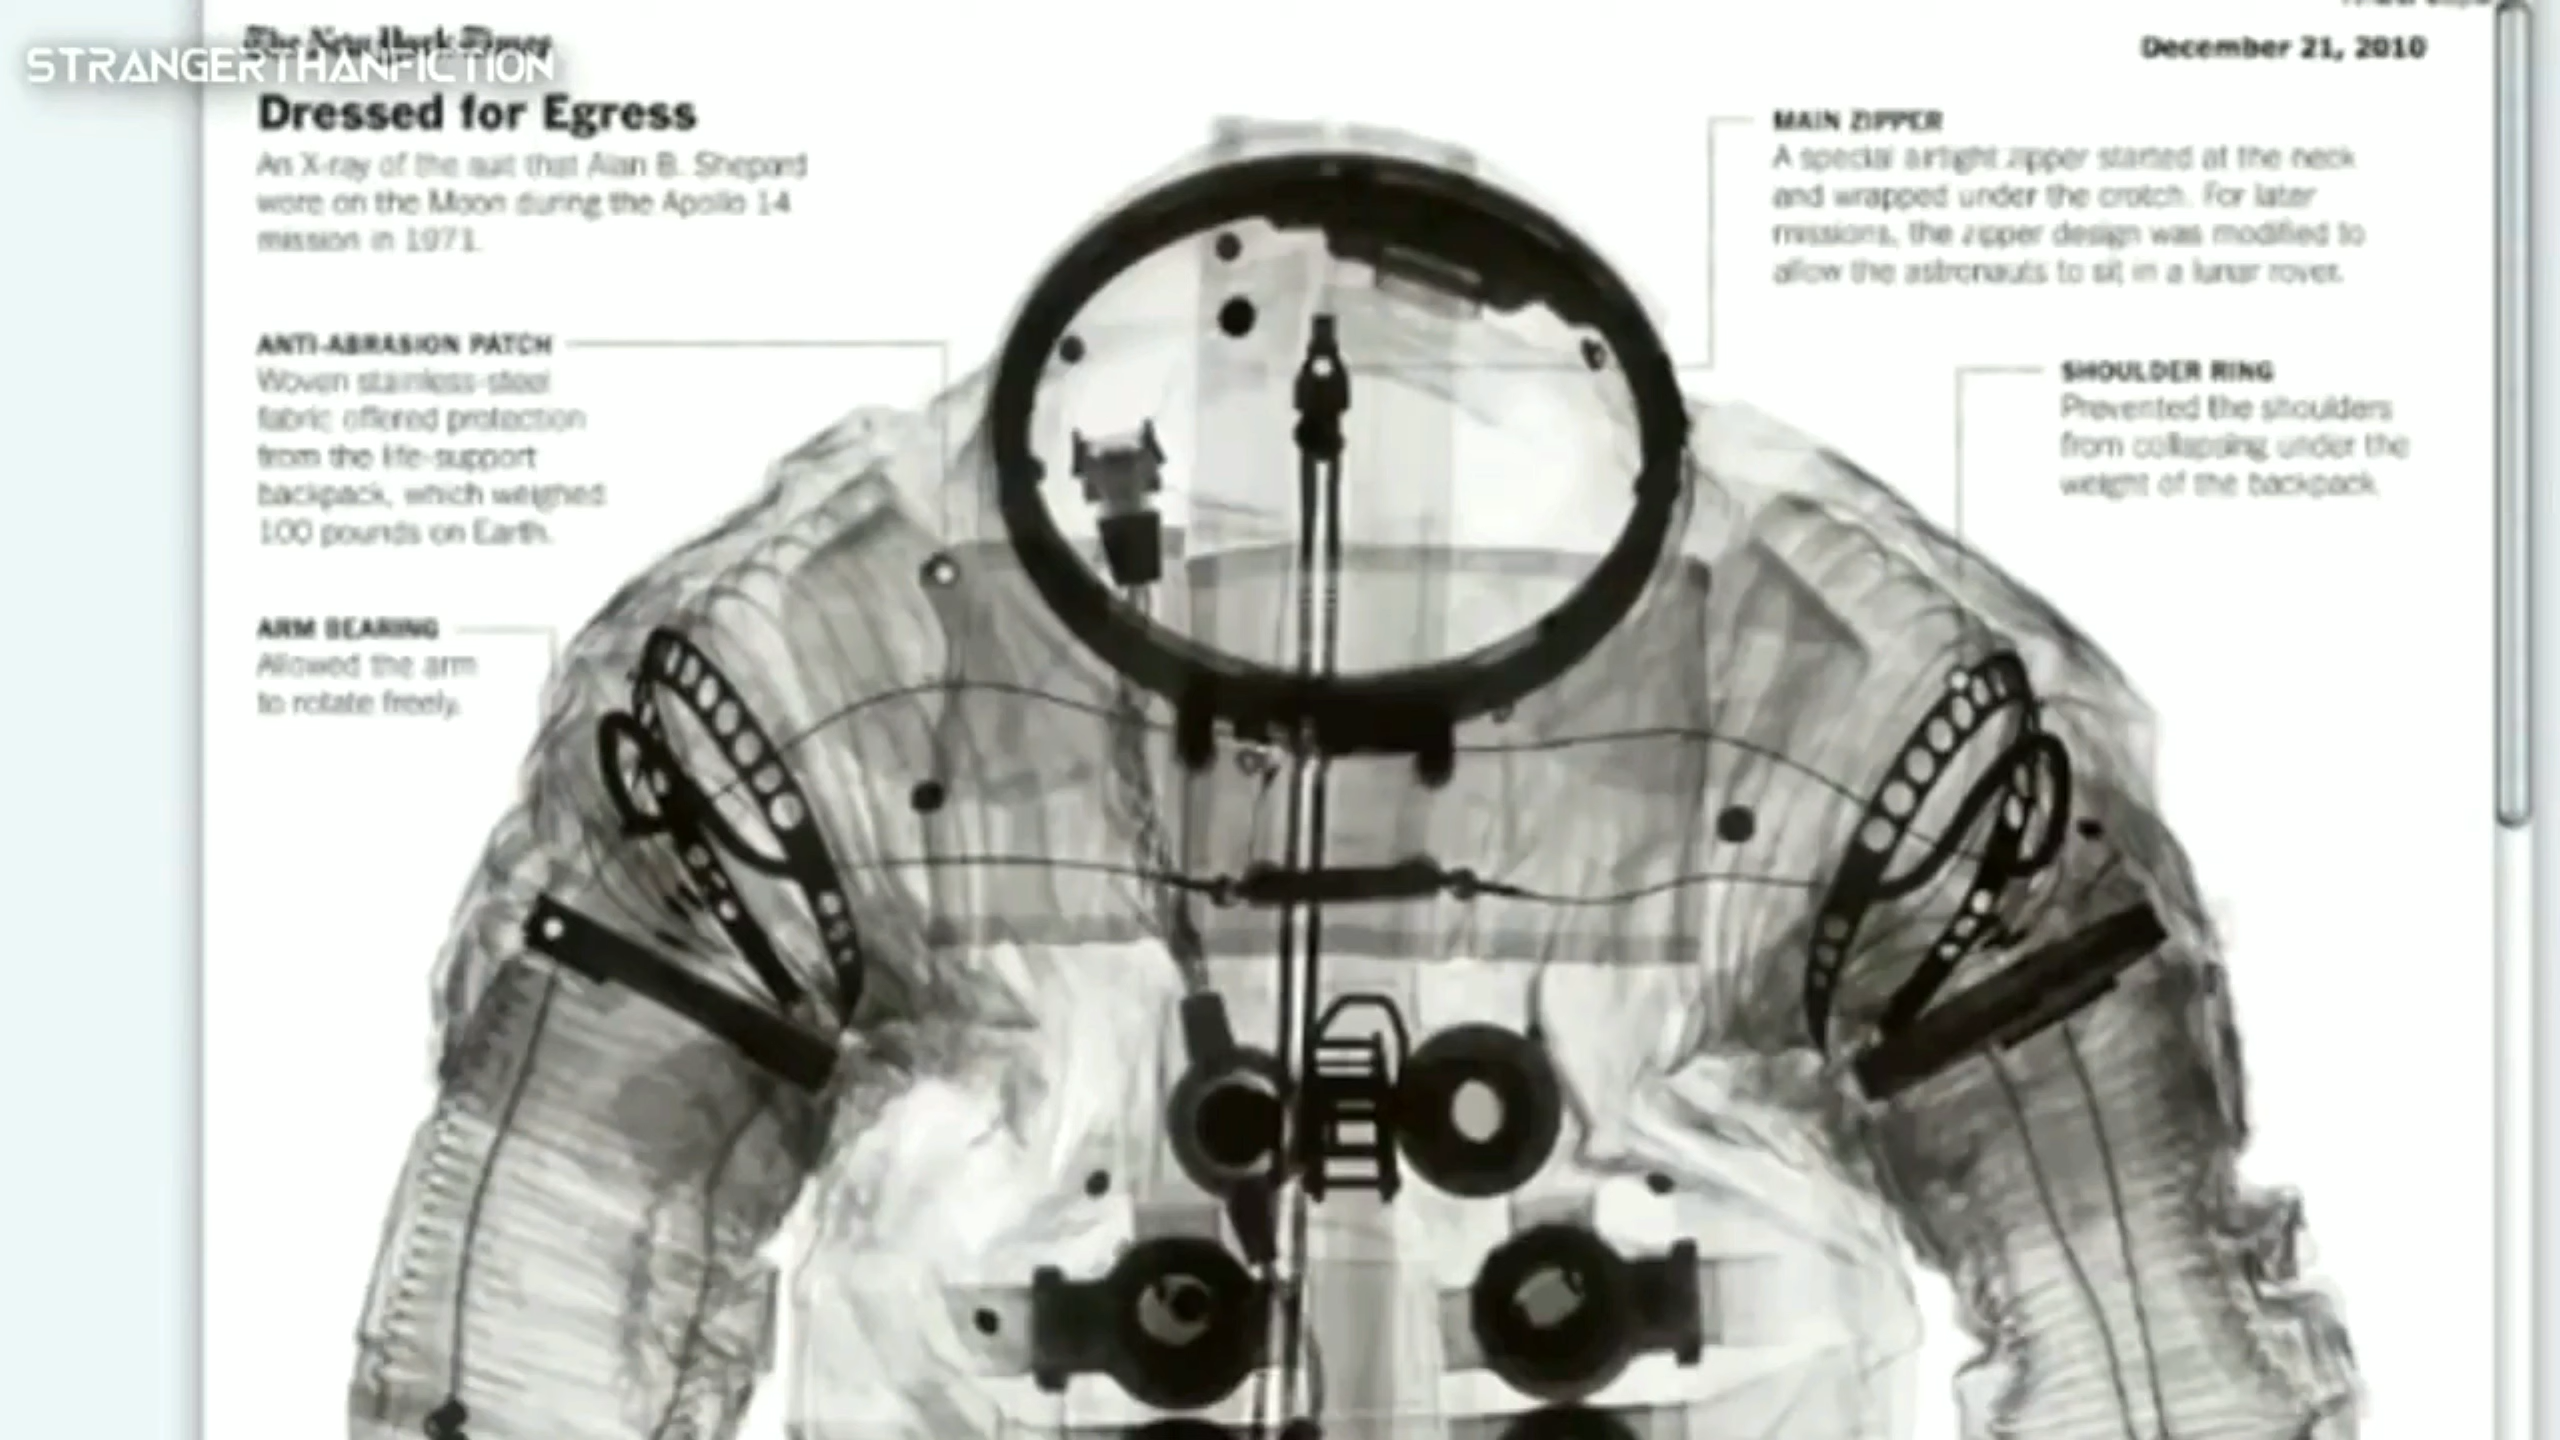 The New York Times
STRANGERTHANFICTION
December 21, 2010
Dressed for Egress
An X-ray of the suit that Alan B. Shepard
wore on the Moon during the Apollo 14
mission in 1971.
MAIN ZIPPER
A special airtight zipper started at the neck
and wrapped under the crotch. For later
missions, the zipper design was modified to
allow the astronauts to sit in a lunar rover.
ANTI-ABRASION PATCH
Woven stainless-steel
fabric offered protection
from the life-support
backpack, which weighed
100 pounds on Earth.
SHOULDER RING
Prevented the shoulders
from collapsing under the
weight of the backpack.
ARM BEARING
Allowed the arm
to rotate freely.